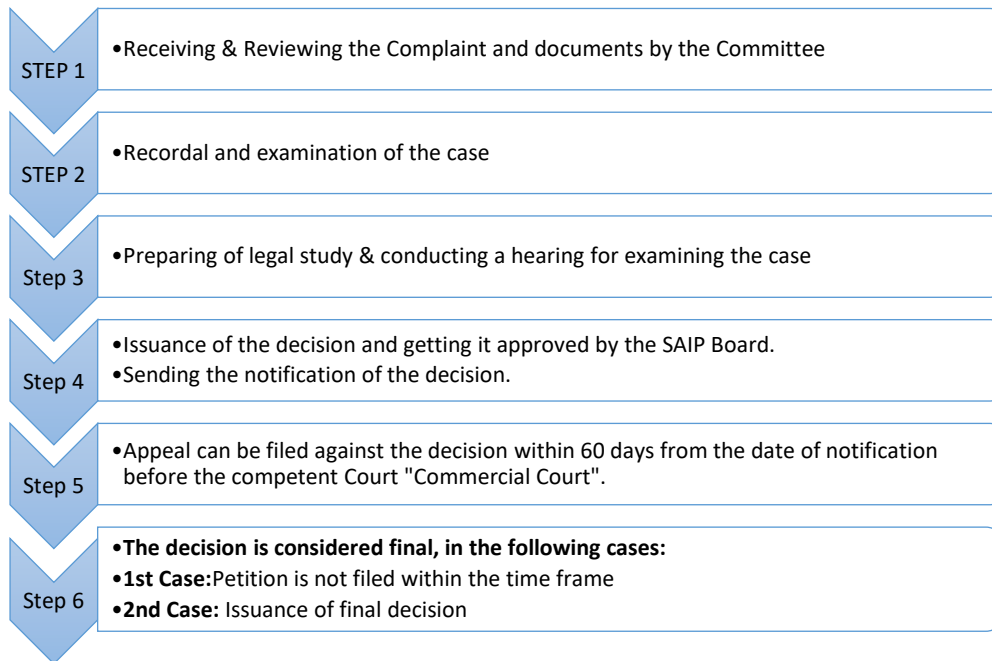 STEP 1
•Receiving & Reviewing the Complaint and documents by the Committee
STEP 2
•Recordal and examination of the case
Step 3
•Preparing of legal study & conducting a hearing for examining the case
Step 4
•Issuance of the decision and getting it approved by the SAIP Board.
•Sending the notification of the decision.
Step 5
•Appeal can be filed against the decision within 60 days from the date of notification
before the competent Court "Commercial Court".
Step 6
•The decision is considered final, in the following cases:
•1st Case:Petition is not filed within the time frame
•2nd Case: Issuance of final decision